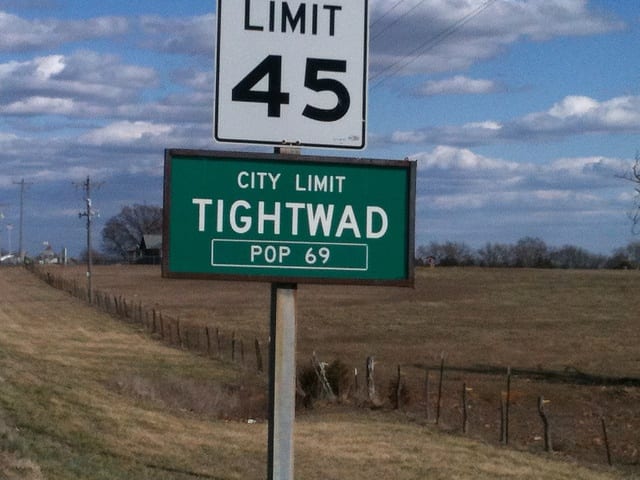 LIMIT
45
CITY LIMIT
TIGHTWAD
POP 69